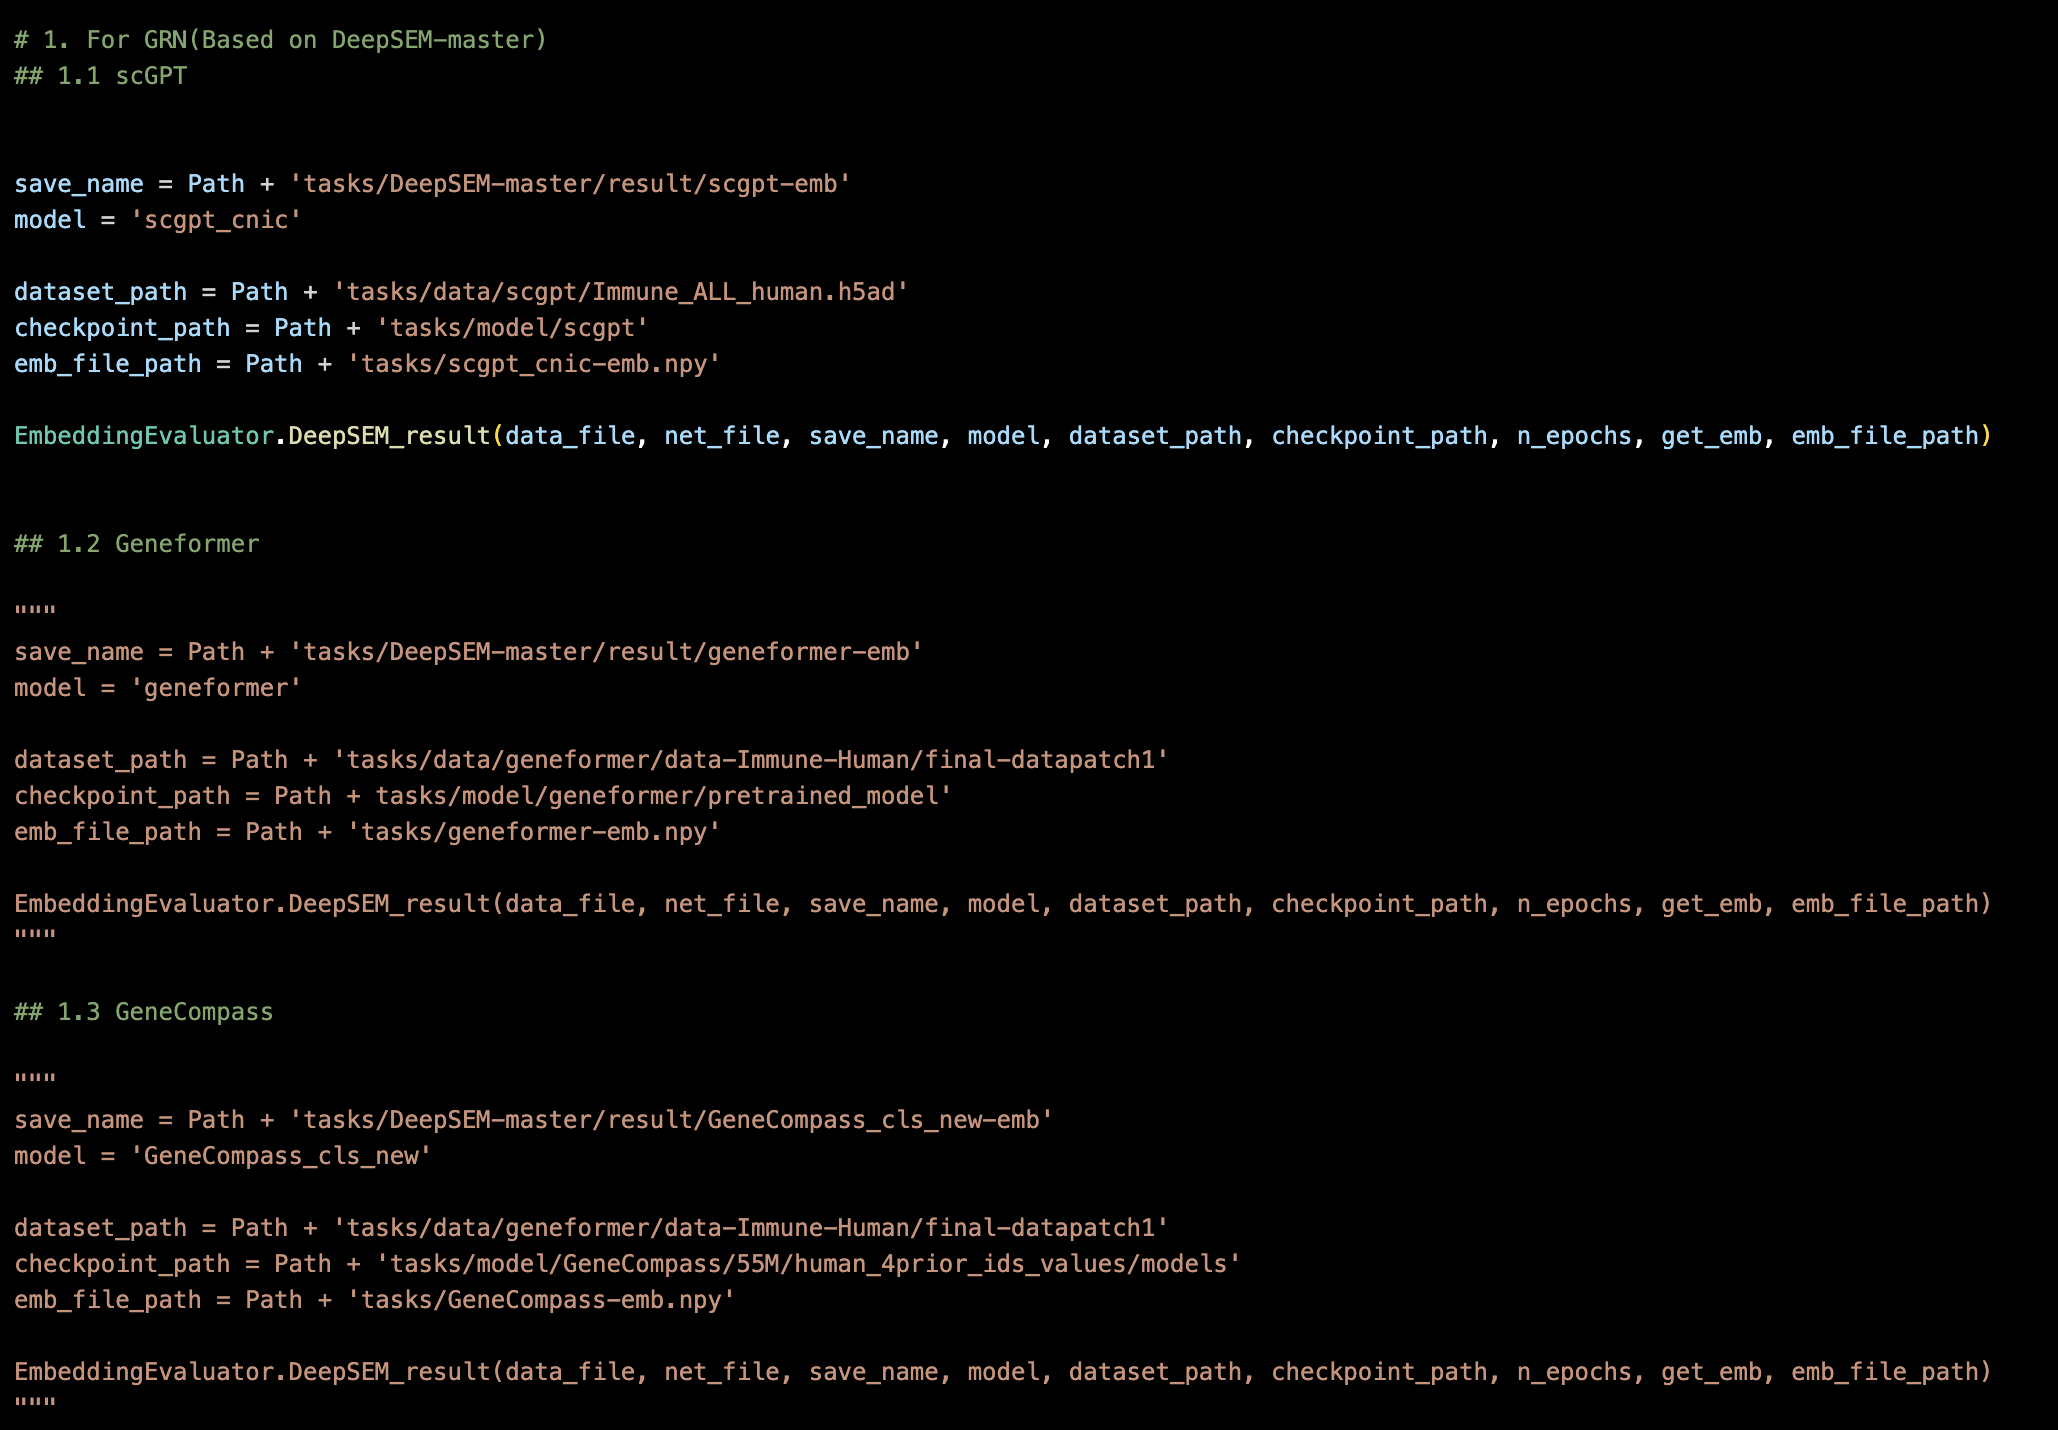 # 1. For GRN(Based on DeepSEM-master)
## 1.1 scGPT
save_name = Path + 'tasks/DeepSEM-master/result/scgpt-emb'
model = 'scgpt_cnic'
dataset_path = Path + 'tasks/data/scgpt/Immune_ALL_human.h5ad'
checkpoint_path = Path + 'tasks/model/scgpt'
emb_file_path = Path + 'tasks/scgpt_cnic-emb.npy'
EmbeddingEvaluator.DeepSEM_result(data_file, net_file, save_name, model, dataset_path, checkpoint_path, n_epochs, get_emb, emb_file_path)
## 1.2 Geneformer
"""
save_name = Path + 'tasks/DeepSEM-master/result/geneformer-emb'
model = 'geneformer'
dataset_path = Path + 'tasks/data/geneformer/data-Immune-Human/final-datapatch1'
checkpoint_path = Path + tasks/model/geneformer/pretrained_model'
emb_file_path = Path + 'tasks/geneformer-emb.npy'
EmbeddingEvaluator.DeepSEM_result(data_file, net_file, save_name, model, dataset_path, checkpoint_path, n_epochs, get_emb, emb_file_path)
"""
## 1.3 GeneCompass
"""
save_name = Path + 'tasks/DeepSEM-master/result/GeneCompass_cls_new-emb'
model = 'GeneCompass_cls_new'
dataset_path = Path + 'tasks/data/geneformer/data-Immune-Human/final-datapatch1'
checkpoint_path = Path + 'tasks/model/GeneCompass/55M/human_4prior_ids_values/models'
emb_file_path = Path + 'tasks/GeneCompass-emb.npy'
EmbeddingEvaluator.DeepSEM_result(data_file, net_file, save_name, model, dataset_path, checkpoint_path, n_epochs, get_emb, emb_file_path)
"""